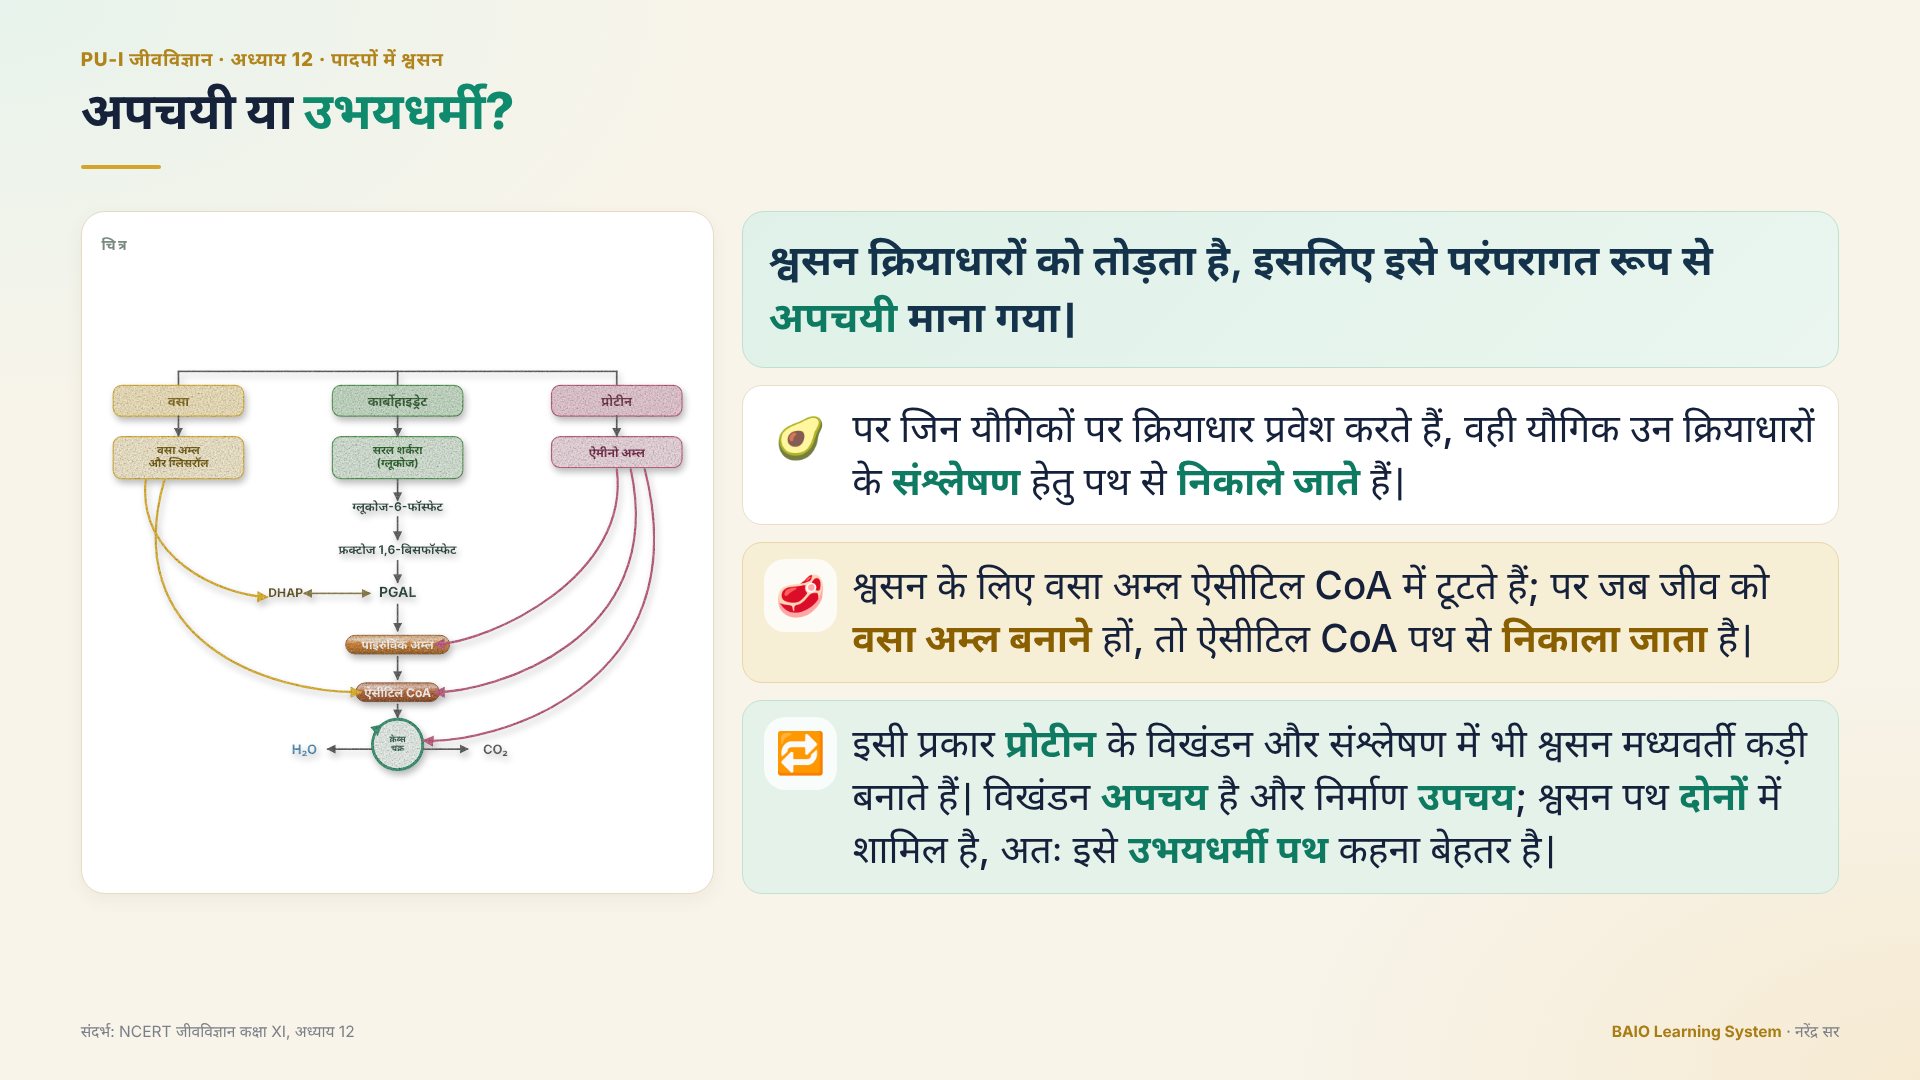 PU-I जीवविज्ञान · अध्याय 12 · पादपों में श्वसन
अपचयी या उभयधर्मी?
चित्र
वसा
कार्बोहाइड्रेट
प्रोटीन
वसा अम्ल
और ग्लिसरॉल
सरल शर्करा
(ग्लूकोज)
ऐमीनो अम्ल
ग्लूकोज-6-फॉस्फेट
फ्रक्टोज 1,6-बिसफॉस्फेट
DHAP
PGAL
पाइरुविक अम्ल
ऐसीटिल CoA
क्रेब्स
चक्र
H₂O
CO₂
श्वसन क्रियाधारों को तोड़ता है, इसलिए इसे परंपरागत रूप से
अपचयी माना गया|
पर जिन यौगिकों पर क्रियाधार प्रवेश करते हैं, वही यौगिक उन क्रियाधारों
के संश्लेषण हेतु पथ से निकाले जाते हैं|
श्वसन के लिए वसा अम्ल ऐसीटिल CoA में टूटते हैं; पर जब जीव को
वसा अम्ल बनाने हों, तो ऐसीटिल CoA पथ से निकाला जाता है|
इसी प्रकार प्रोटीन के विखंडन और संश्लेषण में भी श्वसन मध्यवर्ती कड़ी
बनाते हैं| विखंडन अपचय है और निर्माण उपचय; श्वसन पथ दोनों में
शामिल है, अतः इसे उभयधर्मी पथ कहना बेहतर है|
संदर्भ: NCERT जीवविज्ञान कक्षा XI, अध्याय 12
BAIO Learning System · नरेंद्र सर